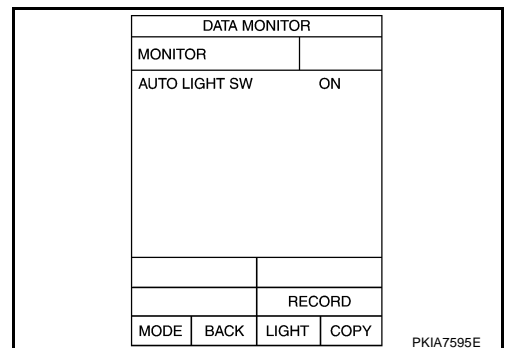 DATA MONITOR
MONITOR
AUTO LIGHT SW ON
RECORD
MODE BACK LIGHT COPY
PKIA7595E